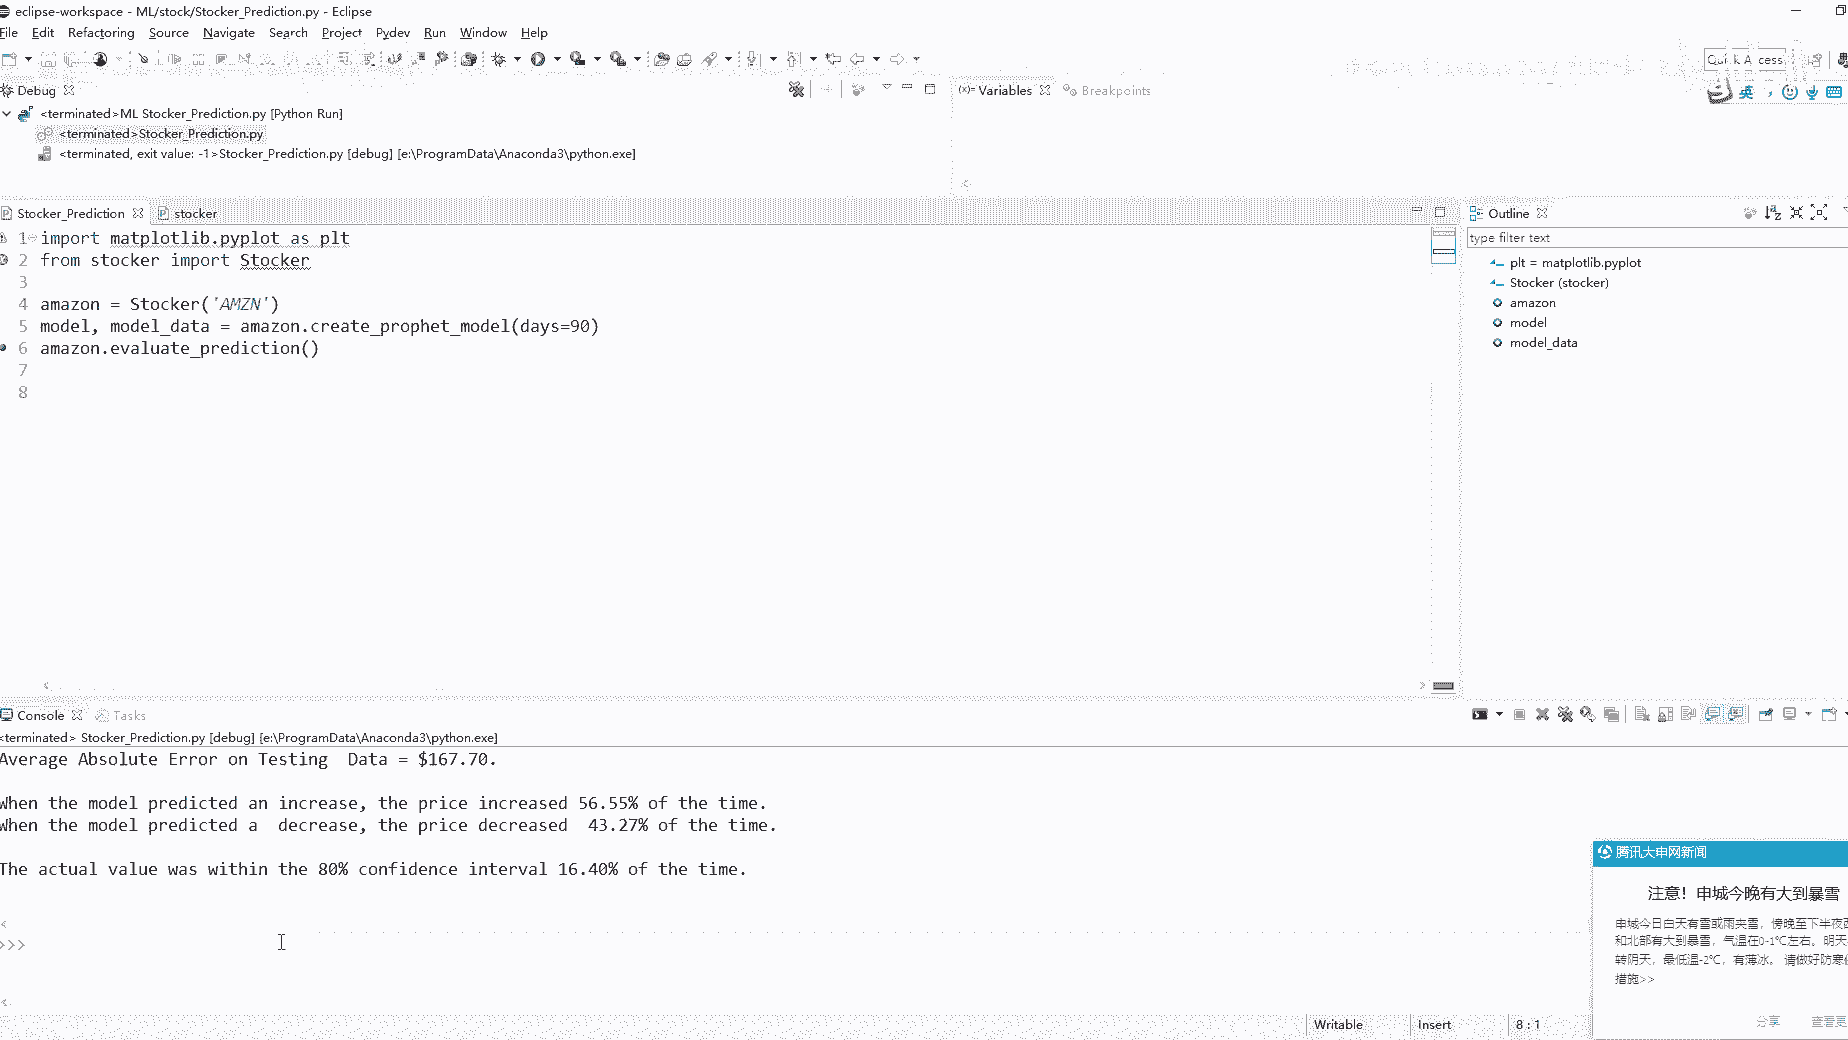 eclipse-workspace - ML/stock/Stocker_Prediction.py - Eclipse
File Edit Refactoring Source Navigate Search Project Pydev Run Window Help
Debug
<terminated>ML Stocker_Prediction.py [Python Run]
<terminated>Stocker_Prediction.py
<terminated, exit value: -1>Stocker_Prediction.py [debug] [e:\ProgramData\Anaconda3\python.exe]
(x)= Variables Breakpoints
Stocker_Prediction stocker
1 import matplotlib.pyplot as plt
2 from stocker import Stocker
3
4 amazon = Stocker('AMZN')
5 model, model_data = amazon.create_prophet_model(days=90)
6 amazon.evaluate_prediction()
7
8
Outline
type filter text
plt = matplotlib.pyplot
Stocker (stocker)
amazon
model
model_data
Console Tasks
<terminated> Stocker_Prediction.py [debug] [e:\ProgramData\Anaconda3\python.exe]
Average Absolute Error on Testing  Data = $167.70.
When the model predicted an increase, the price increased 56.55% of the time.
When the model predicted a  decrease, the price decreased  43.27% of the time.
The actual value was within the 80% confidence interval 16.40% of the time.
>>>
腾讯大申网新闻
注意！申城今晚有大到暴雪
申城今日白天有雪或雨夹雪，傍晚至下半夜
和北部有大到暴雪，气温在0-1℃左右。明天
转阴天，最低温-2℃，有薄冰。请做好防寒
措施>>
分享 查看更
Writable Insert 8 : 1